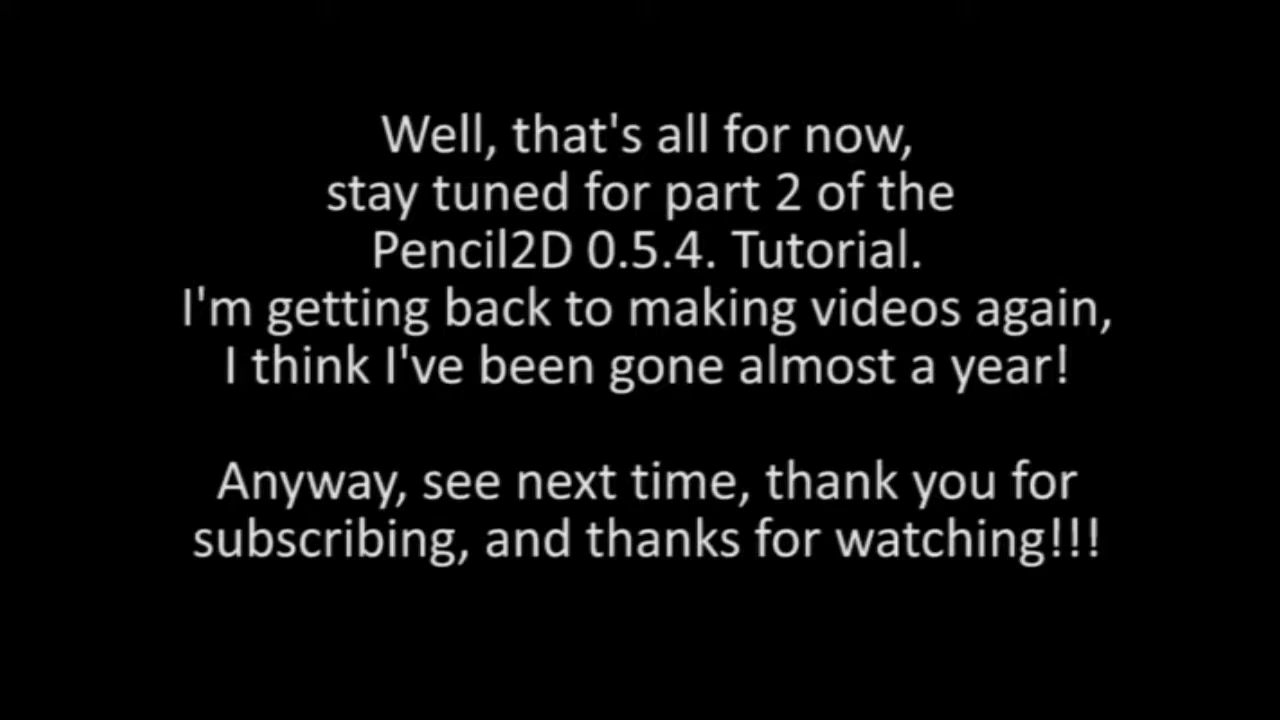 Well, that's all for now,
stay tuned for part 2 of the
Pencil2D 0.5.4. Tutorial.
I'm getting back to making videos again,
I think I've been gone almost a year!
Anyway, see next time, thank you for
subscribing, and thanks for watching!!!